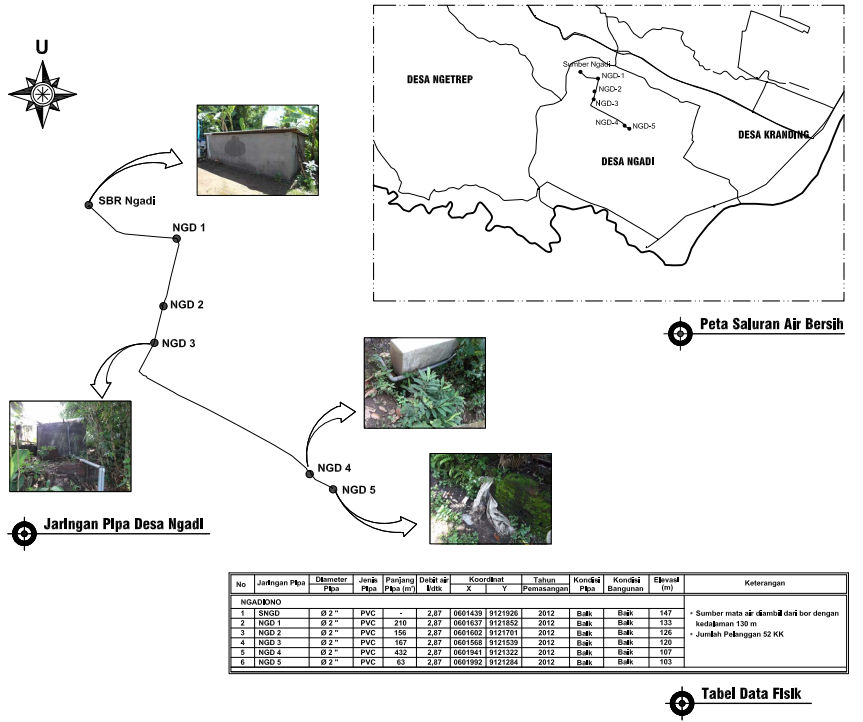 U
SBR Ngadi
NGD 1
NGD 2
NGD 3
NGD 4
NGD 5
Jaringan Pipa Desa Ngadi
DESA NGETREP
Sumber Ngadi
NGD-1
NGD-2
NGD-3
NGD-4 NGD-5
DESA KRANDING
DESA NGADI
Peta Saluran Air Bersih
No Jaringan Pipa Diameter Pipa Jenis Pipa Panjang Pipa (m') Debit air l/dtk Koordinat X Y Tahun Pemasangan Kondisi Pipa Kondisi Bangunan Elevasi (m) Keterangan
NGADIONO
1 SNGD Ø 2 " PVC - 2,87 0601439 9121926 2012 Baik Baik 147
2 NGD 1 Ø 2 " PVC 210 2,87 0601637 9121852 2012 Baik Baik 133
3 NGD 2 Ø 2 " PVC 156 2,87 0601602 9121701 2012 Baik Baik 126
4 NGD 3 Ø 2 " PVC 167 2,87 0601568 9121539 2012 Baik Baik 120
5 NGD 4 Ø 2 " PVC 432 2,87 0601941 9121322 2012 Baik Baik 107
6 NGD 5 Ø 2 " PVC 63 2,87 0601992 9121284 2012 Baik Baik 103
- Sumber mata air diambil dari bor dengan
kedalaman 130 m
- Jumlah Pelanggan 52 KK
Tabel Data Fisik